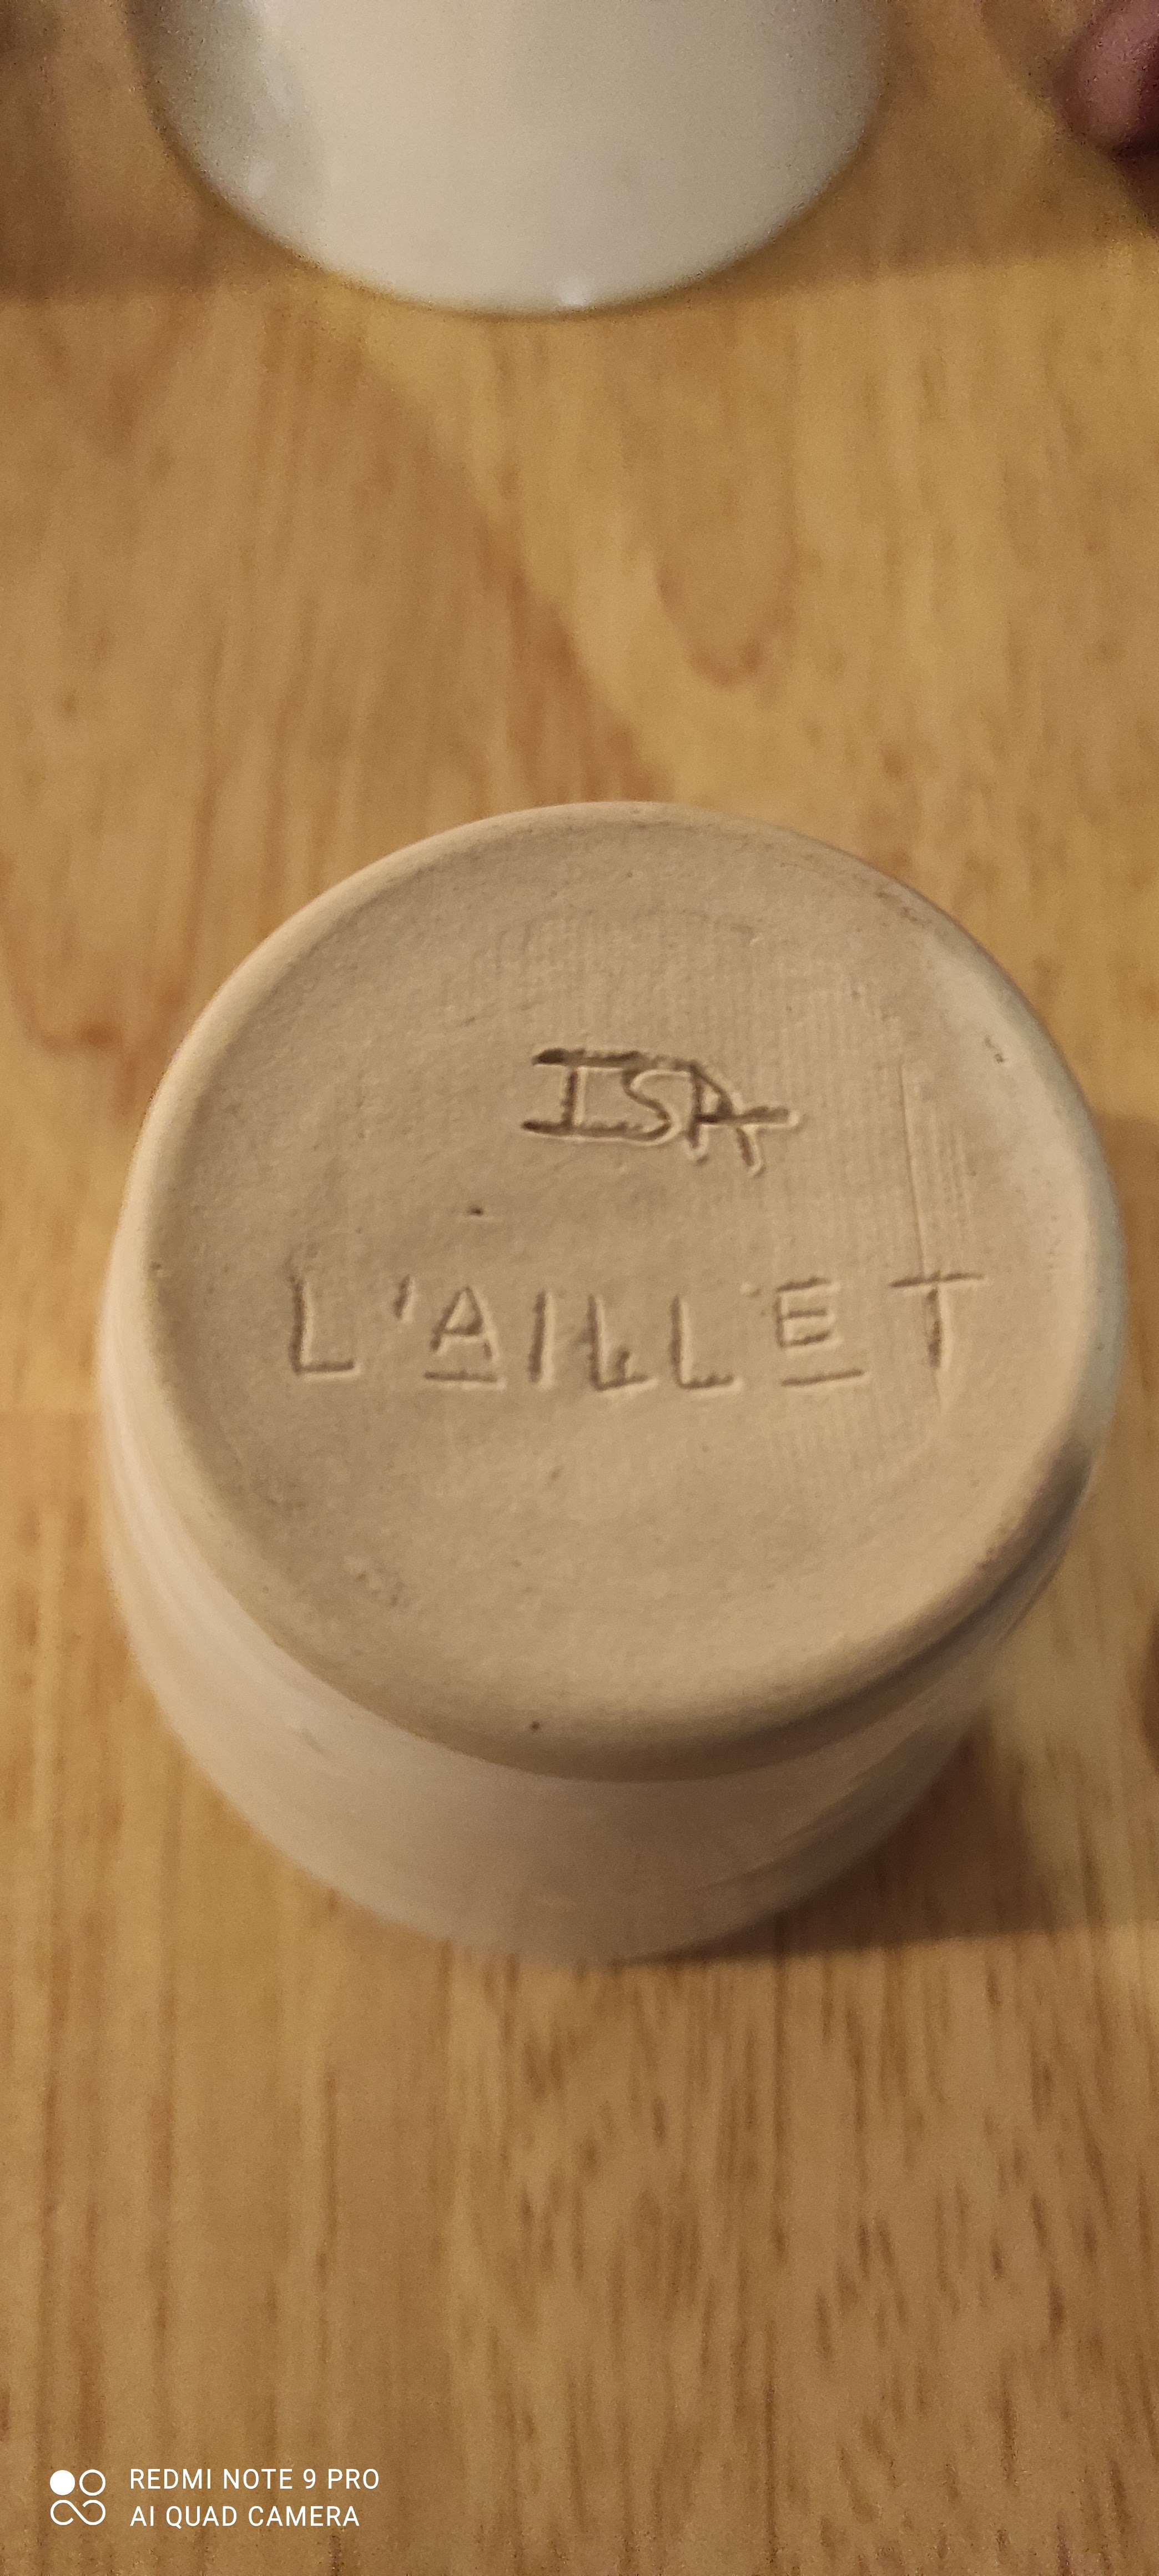 ISA
L'AILLET
REDMI NOTE 9 PRO
AI QUAD CAMERA